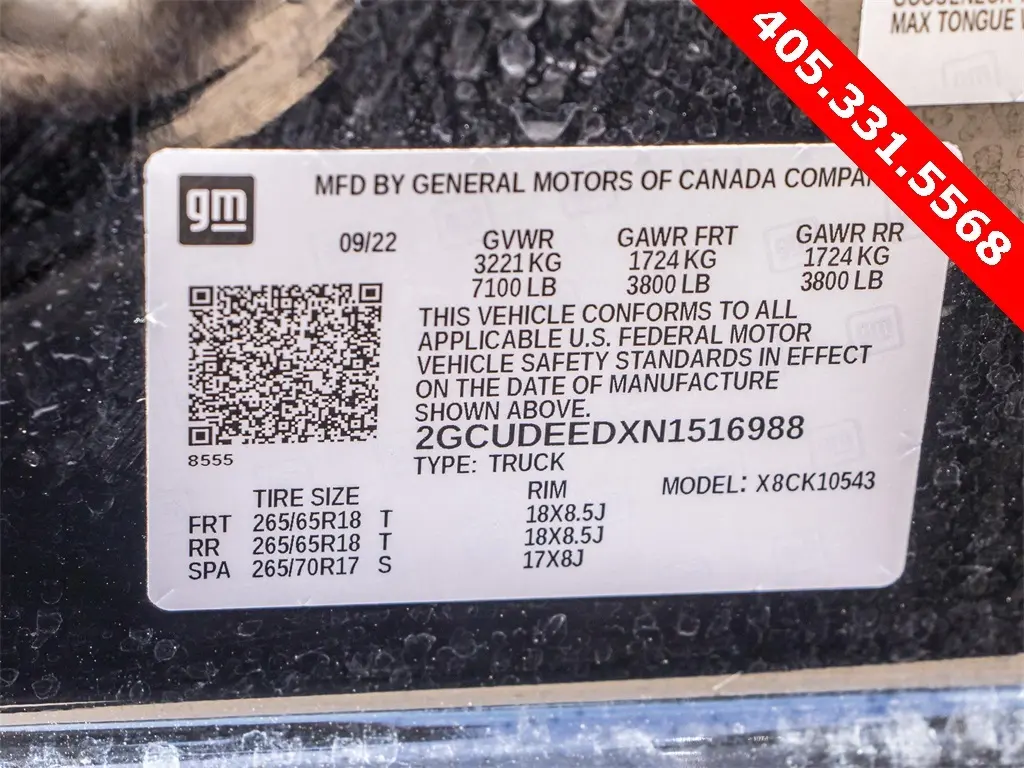 MAX TONGUE
405.331.5568
gm
MFD BY GENERAL MOTORS OF CANADA
09/22
GVWR
3221 KG
7100 LB
GAWR FRT
1724 KG
3800 LB
GAWR RR
1724 KG
3800 LB
THIS VEHICLE CONFORMS TO ALL
APPLICABLE U.S. FEDERAL MOTOR
VEHICLE SAFETY STANDARDS IN EFFECT
ON THE DATE OF MANUFACTURE
SHOWN ABOVE.
2GCUDEEDXN1516988
8555
TYPE: TRUCK
MODEL: X8CK10543
TIRE SIZE RIM
FRT 265/65R18 T 18X8.5J
RR 265/65R18 T 18X8.5J
SPA 265/70R17 S 17X8J